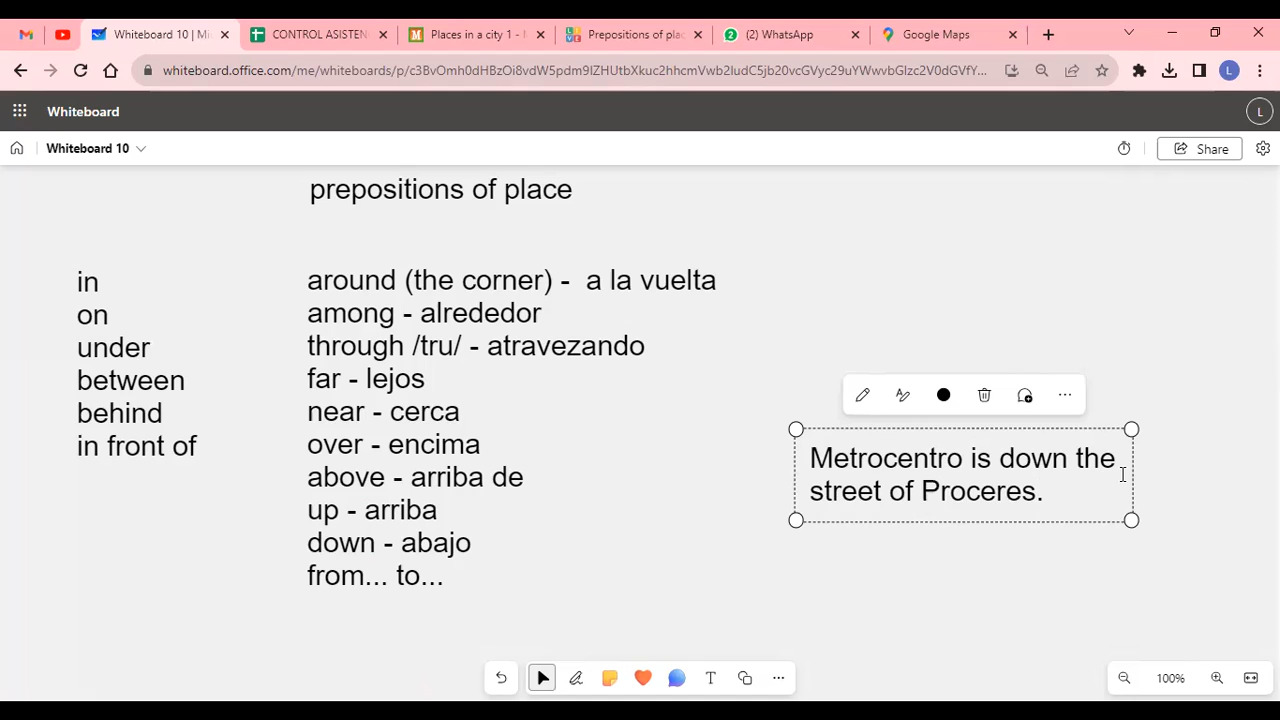 Whiteboard 10 | Mi
CONTROL ASISTEN
Places in a city 1 - M
Prepositions of plac
(2) WhatsApp
Google Maps
whiteboard.office.com/me/whiteboards/p/c3BvOmh0dHBzOi8vdW5pdm9lZHUtbXkuc2hhcmVwb2ludC5jb20vcGVyc29uYWwvbGlzc2V0dGVfY...
L
Whiteboard
L
Whiteboard 10
Share
prepositions of place
in
on
under
between
behind
in front of
around (the corner) - a la vuelta
among - alrededor
through /tru/ - atravezando
far - lejos
near - cerca
over - encima
above - arriba de
up - arriba
down - abajo
from... to...
Metrocentro is down the
street of Proceres.
T
100%